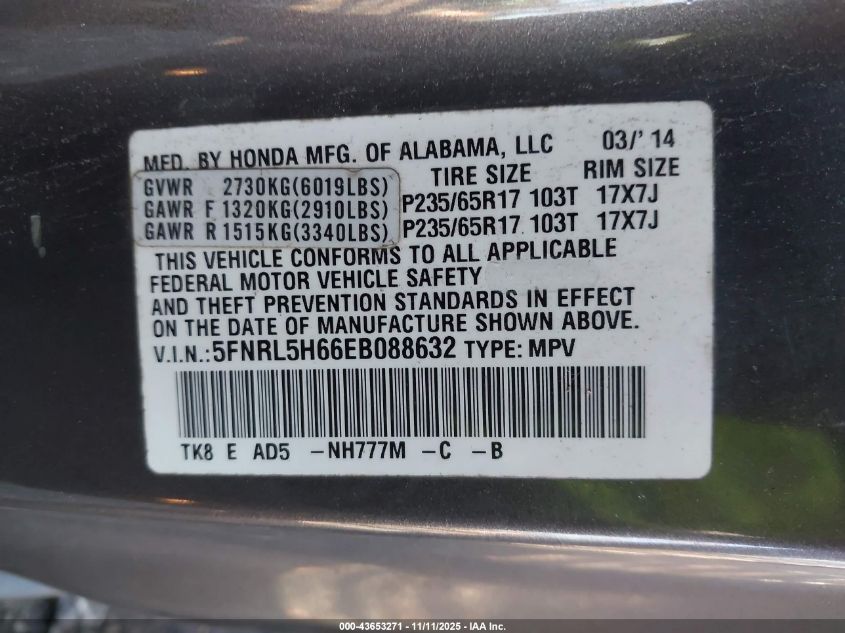 MFD. BY HONDA MFG. OF ALABAMA, LLC 03/' 14
GVWR 2730KG(6019LBS) TIRE SIZE RIM SIZE
GAWR F 1320KG(2910LBS) P235/65R17 103T 17X7J
GAWR R 1515KG(3340LBS) P235/65R17 103T 17X7J
THIS VEHICLE CONFORMS TO ALL APPLICABLE
FEDERAL MOTOR VEHICLE SAFETY
AND THEFT PREVENTION STANDARDS IN EFFECT
ON THE DATE OF MANUFACTURE SHOWN ABOVE.
V.I.N.:5FNRL5H66EB088632 TYPE: MPV
TK8 E AD5 -NH777M -C -B
000-43653271 - 11/11/2025 - IAA Inc.